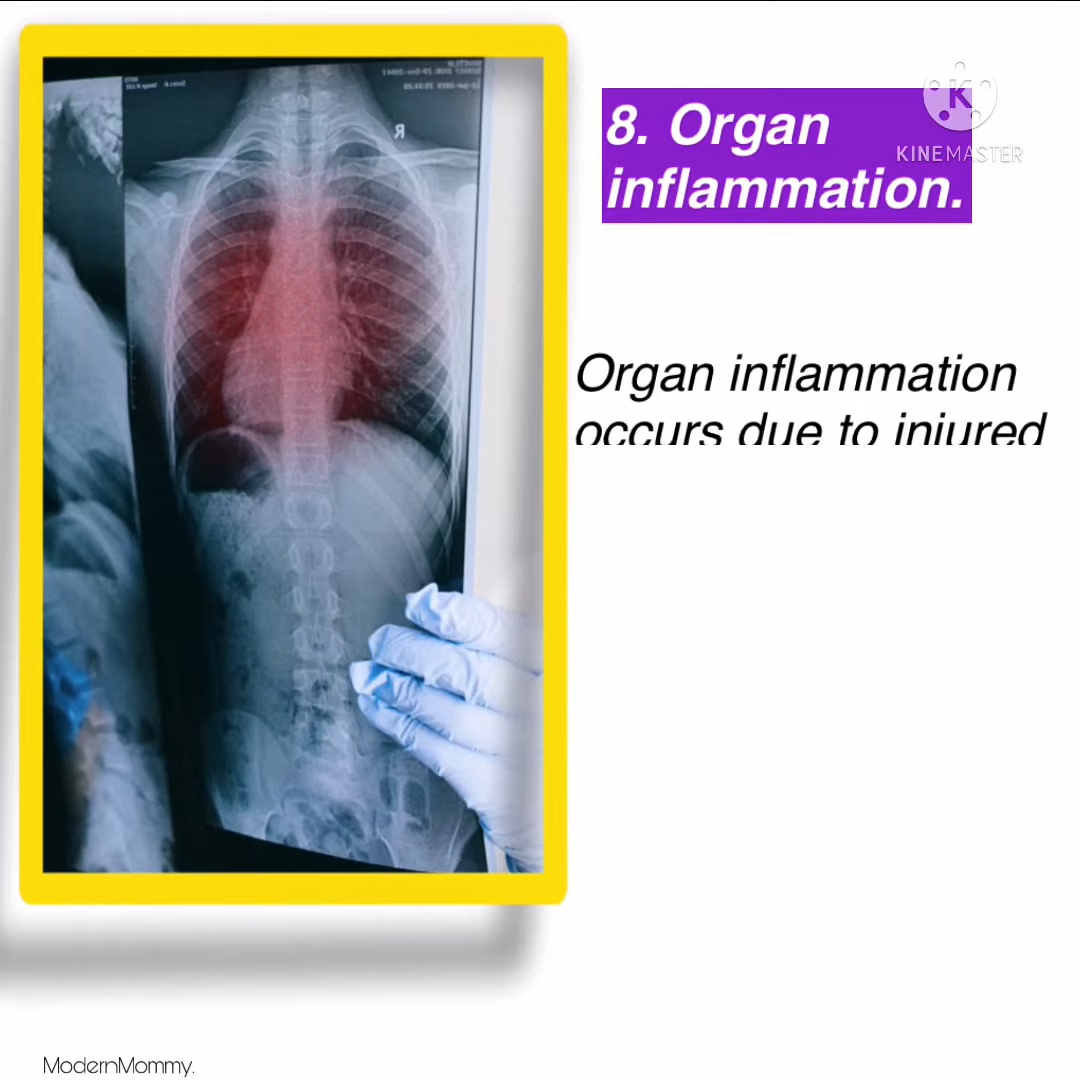 8. Organ
inflammation.
K
KINEMASTER
Organ inflammation
occurs due to injured
R
ModernMommy.